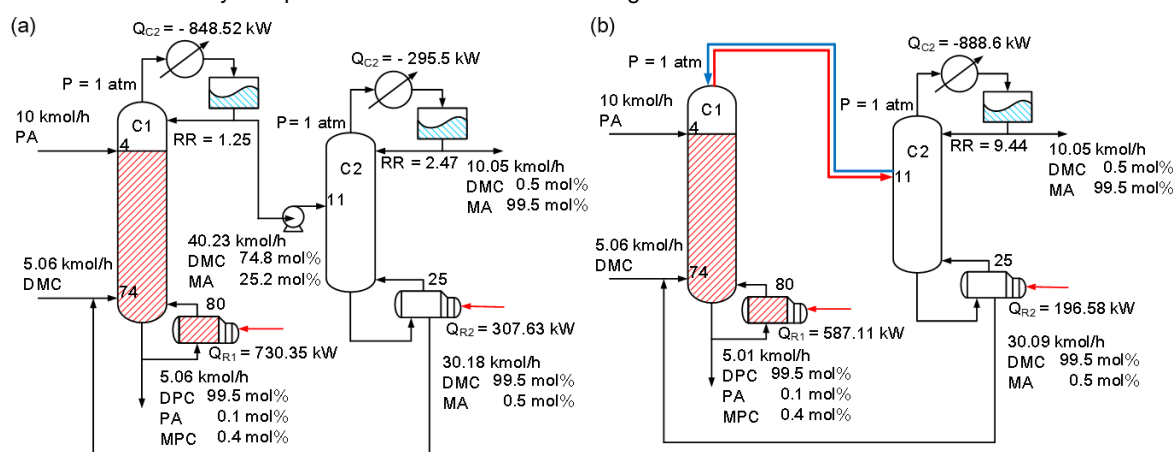 (a)
Q_C2 = - 848.52 kW
P = 1 atm
C1
10 kmol/h
PA
4
RR = 1.25
Q_C2 = - 295.5 kW
P= 1 atm
C2
RR = 2.47
10.05 kmol/h
DMC 0.5 mol%
MA 99.5 mol%
11
40.23 kmol/h
DMC 74.8 mol%
MA 25.2 mol%
5.06 kmol/h
DMC
74
80
Q_R1 = 730.35 kW
25
Q_R2 = 307.63 kW
5.06 kmol/h
DPC 99.5 mol%
PA 0.1 mol%
MPC 0.4 mol%
30.18 kmol/h
DMC 99.5 mol%
MA 0.5 mol%
(b)
Q_C2 = -888.6 kW
P = 1 atm
C1
10 kmol/h
PA
4
P = 1 atm
C2
RR = 9.44
10.05 kmol/h
DMC 0.5 mol%
MA 99.5 mol%
11
5.06 kmol/h
DMC
74
80
Q_R1 = 587.11 kW
25
Q_R2 = 196.58 kW
5.01 kmol/h
DPC 99.5 mol%
PA 0.1 mol%
MPC 0.4 mol%
30.09 kmol/h
DMC 99.5 mol%
MA 0.5 mol%